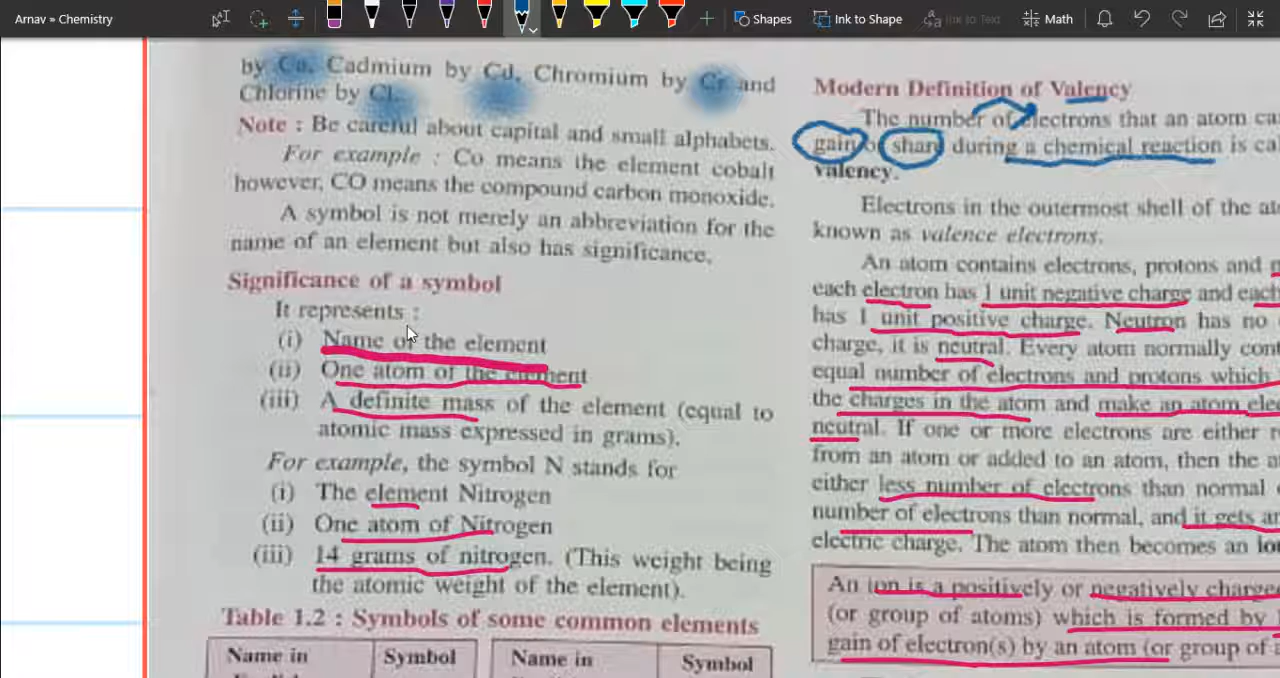 Arnav » Chemistry
Shapes
Ink to Shape
Ink to Text
Math
by Ca, Cadmium by Cd, Chromium by Cr and
Chlorine by Cl.
Note : Be careful about capital and small alphabets.
For example : Co means the element cobalt
however, CO means the compound carbon monoxide.
A symbol is not merely an abbreviation for the
name of an element but also has significance.
Significance of a symbol
It represents :
(i) Name of the element
(ii) One atom of the element
(iii) A definite mass of the element (equal to
atomic mass expressed in grams).
For example, the symbol N stands for
(i) The element Nitrogen
(ii) One atom of Nitrogen
(iii) 14 grams of nitrogen. (This weight being
the atomic weight of the element).
Table 1.2 : Symbols of some common elements
Name in Symbol Name in Symbol
Modern Definition of Valency
The number of electrons that an atom
gain or share during a chemical reaction is
valency.
Electrons in the outermost shell of the
known as valence electrons.
An atom contains electrons, protons and
each electron has 1 unit negative charge and each
has 1 unit positive charge. Neutron has no
charge, it is neutral. Every atom normally
equal number of electrons and protons which
the charges in the atom and make an atom
neutral. If one or more electrons are either
from an atom or added to an atom, then the
either less number of electrons than normal
number of electrons than normal, and it gets
electric charge. The atom then becomes an
An ion is a positively or negatively
(or group of atoms) which is formed by
gain of electron(s) by an atom (or group of